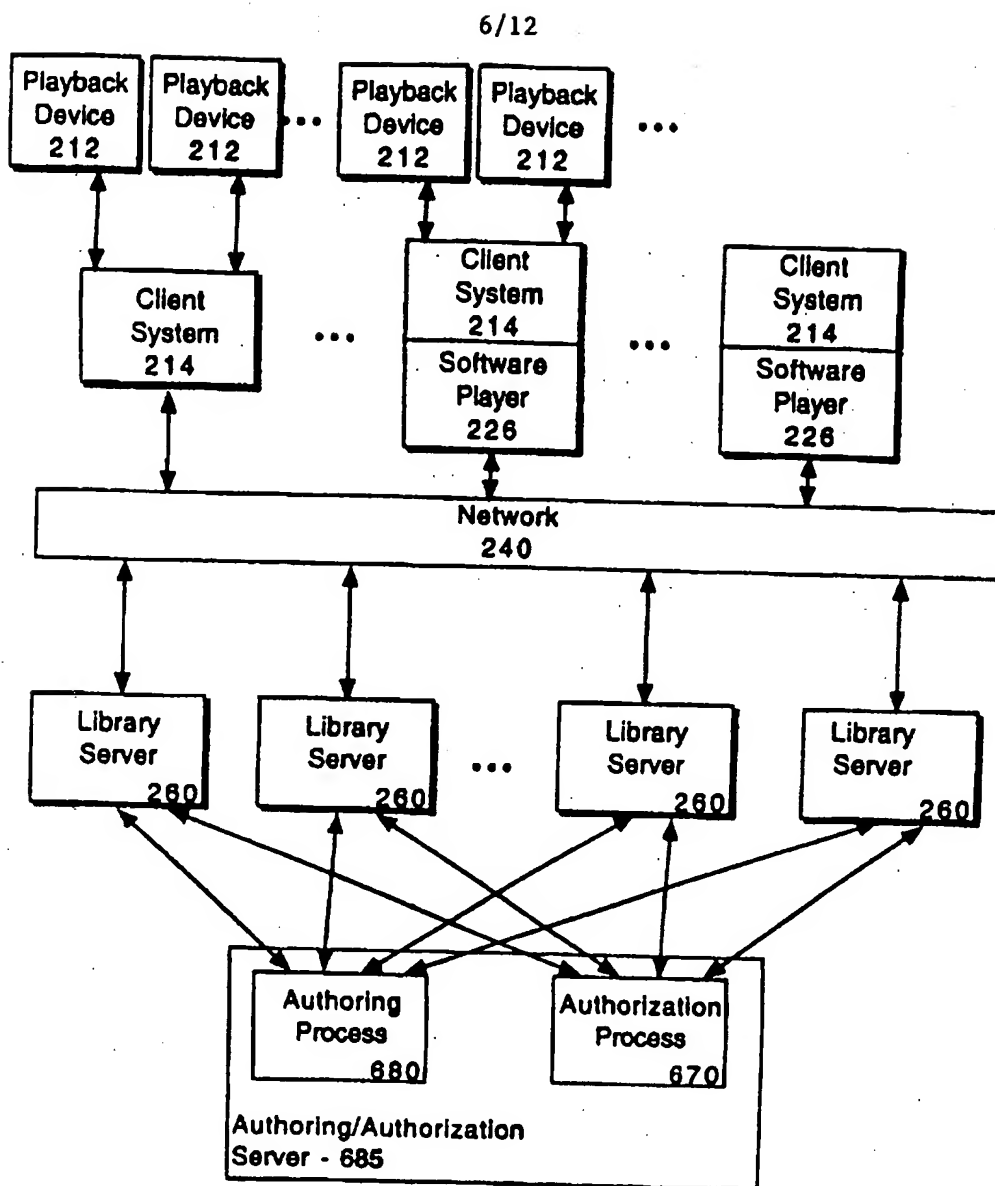 6/12
Playback
Device
212
Playback
Device
212
...
Playback
Device
212
Playback
Device
212
...
Client
System
214
...
Client
System
214
Software
Player
226
...
Client
System
214
Software
Player
226
Network
240
Library
Server
260
Library
Server
260
...
Library
Server
260
Library
Server
260
Authoring
Process
680
Authorization
Process
670
Authoring/Authorization
Server - 685